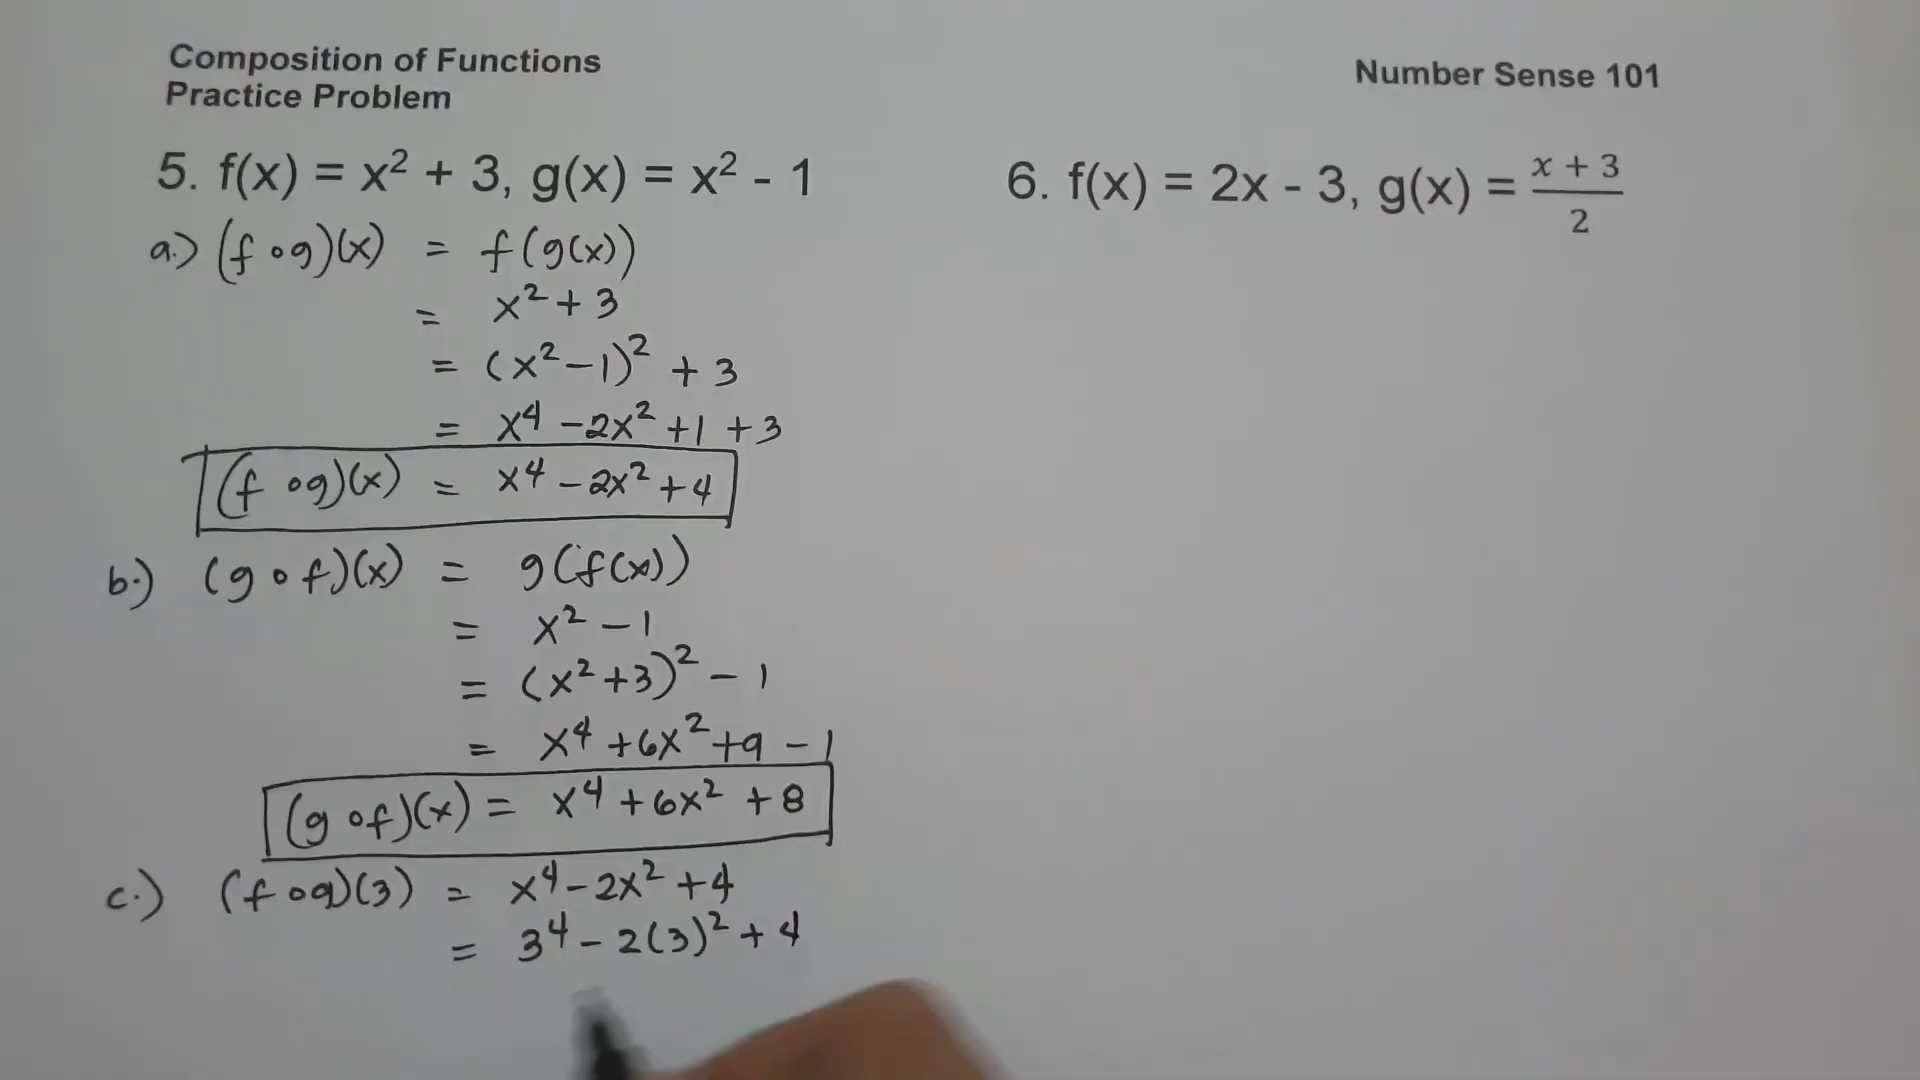 Composition of Functions
Practice Problem
Number Sense 101
5. f(x) = x² + 3, g(x) = x² - 1
a.) (f∘g)(x) = f(g(x))
= x² + 3
= (x² – 1)² + 3
= x⁴ – 2x² + 1 + 3
(f∘g)(x) = x⁴ – 2x² + 4
b.) (g∘f)(x) = g(f(x))
= x² – 1
= (x² + 3)² – 1
= x⁴ + 6x² + 9 – 1
(g∘f)(x) = x⁴ + 6x² + 8
c.) (f∘g)(3) = x⁴ – 2x² + 4
= 3⁴ – 2(3)² + 4
6. f(x) = 2x - 3, g(x) = (x + 3)/2